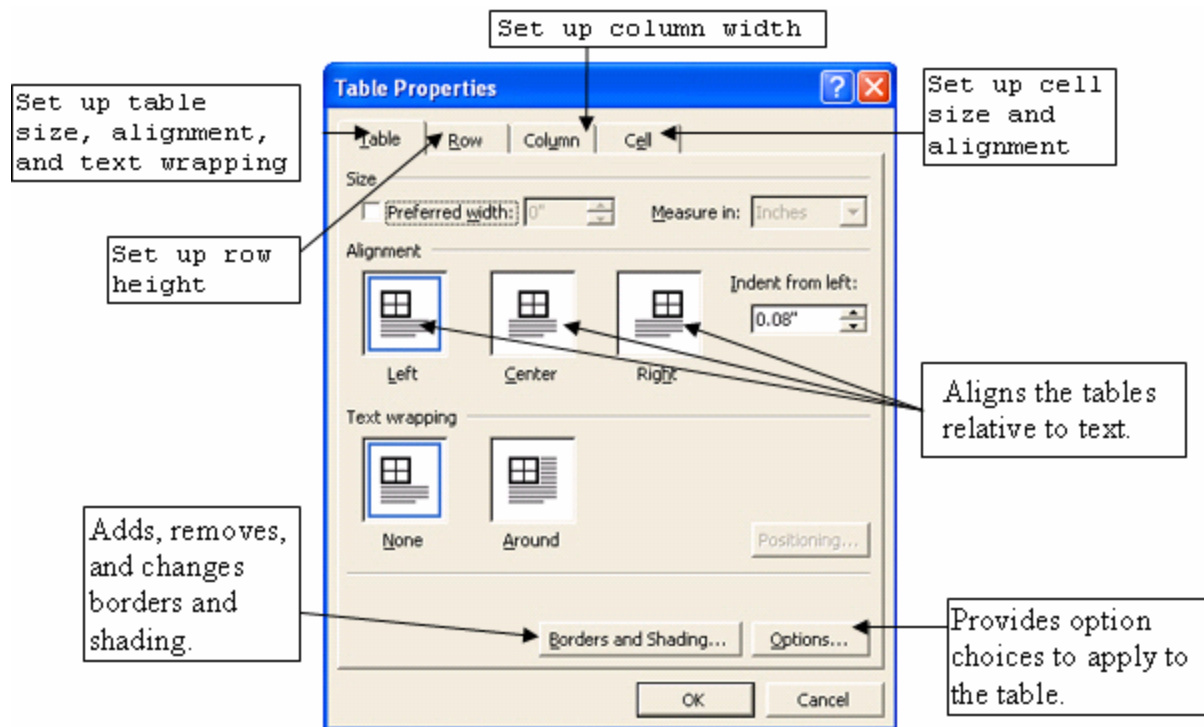 Set up column width
Set up table
size, alignment,
and text wrapping
Table Properties
Set up cell
size and
alignment
Table
Row
Column
Cell
Size
Preferred width:
0"
Measure in:
Inches
Set up row
height
Alignment
Indent from left:
0.08"
Left
Center
Right
Aligns the tables
relative to text.
Text wrapping
None
Around
Positioning...
Adds, removes,
and changes
borders and
shading.
Borders and Shading...
Options...
Provides option
choices to apply to
the table.
OK
Cancel